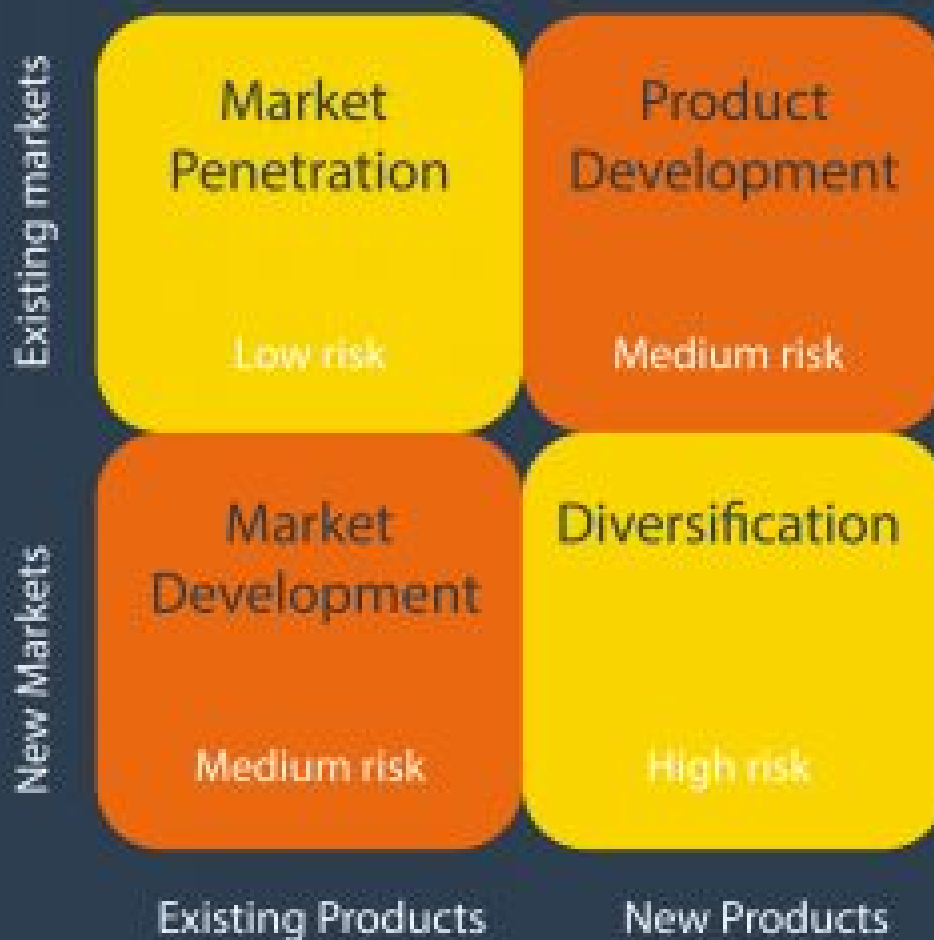 Existing markets
Market
Penetration
Low risk
Product
Development
Medium risk
New Markets
Market
Development
Medium risk
Diversification
High risk
Existing Products
New Products